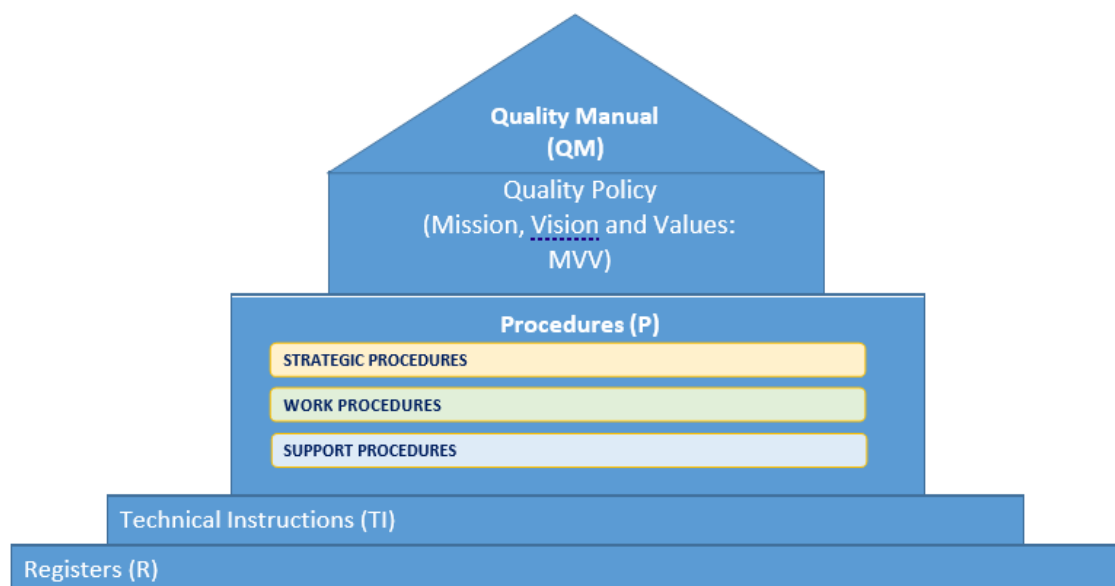 Quality Manual
(QM)
Quality Policy
(Mission, Vision and Values:
MVV)
Procedures (P)
STRATEGIC PROCEDURES
WORK PROCEDURES
SUPPORT PROCEDURES
Technical Instructions (TI)
Registers (R)